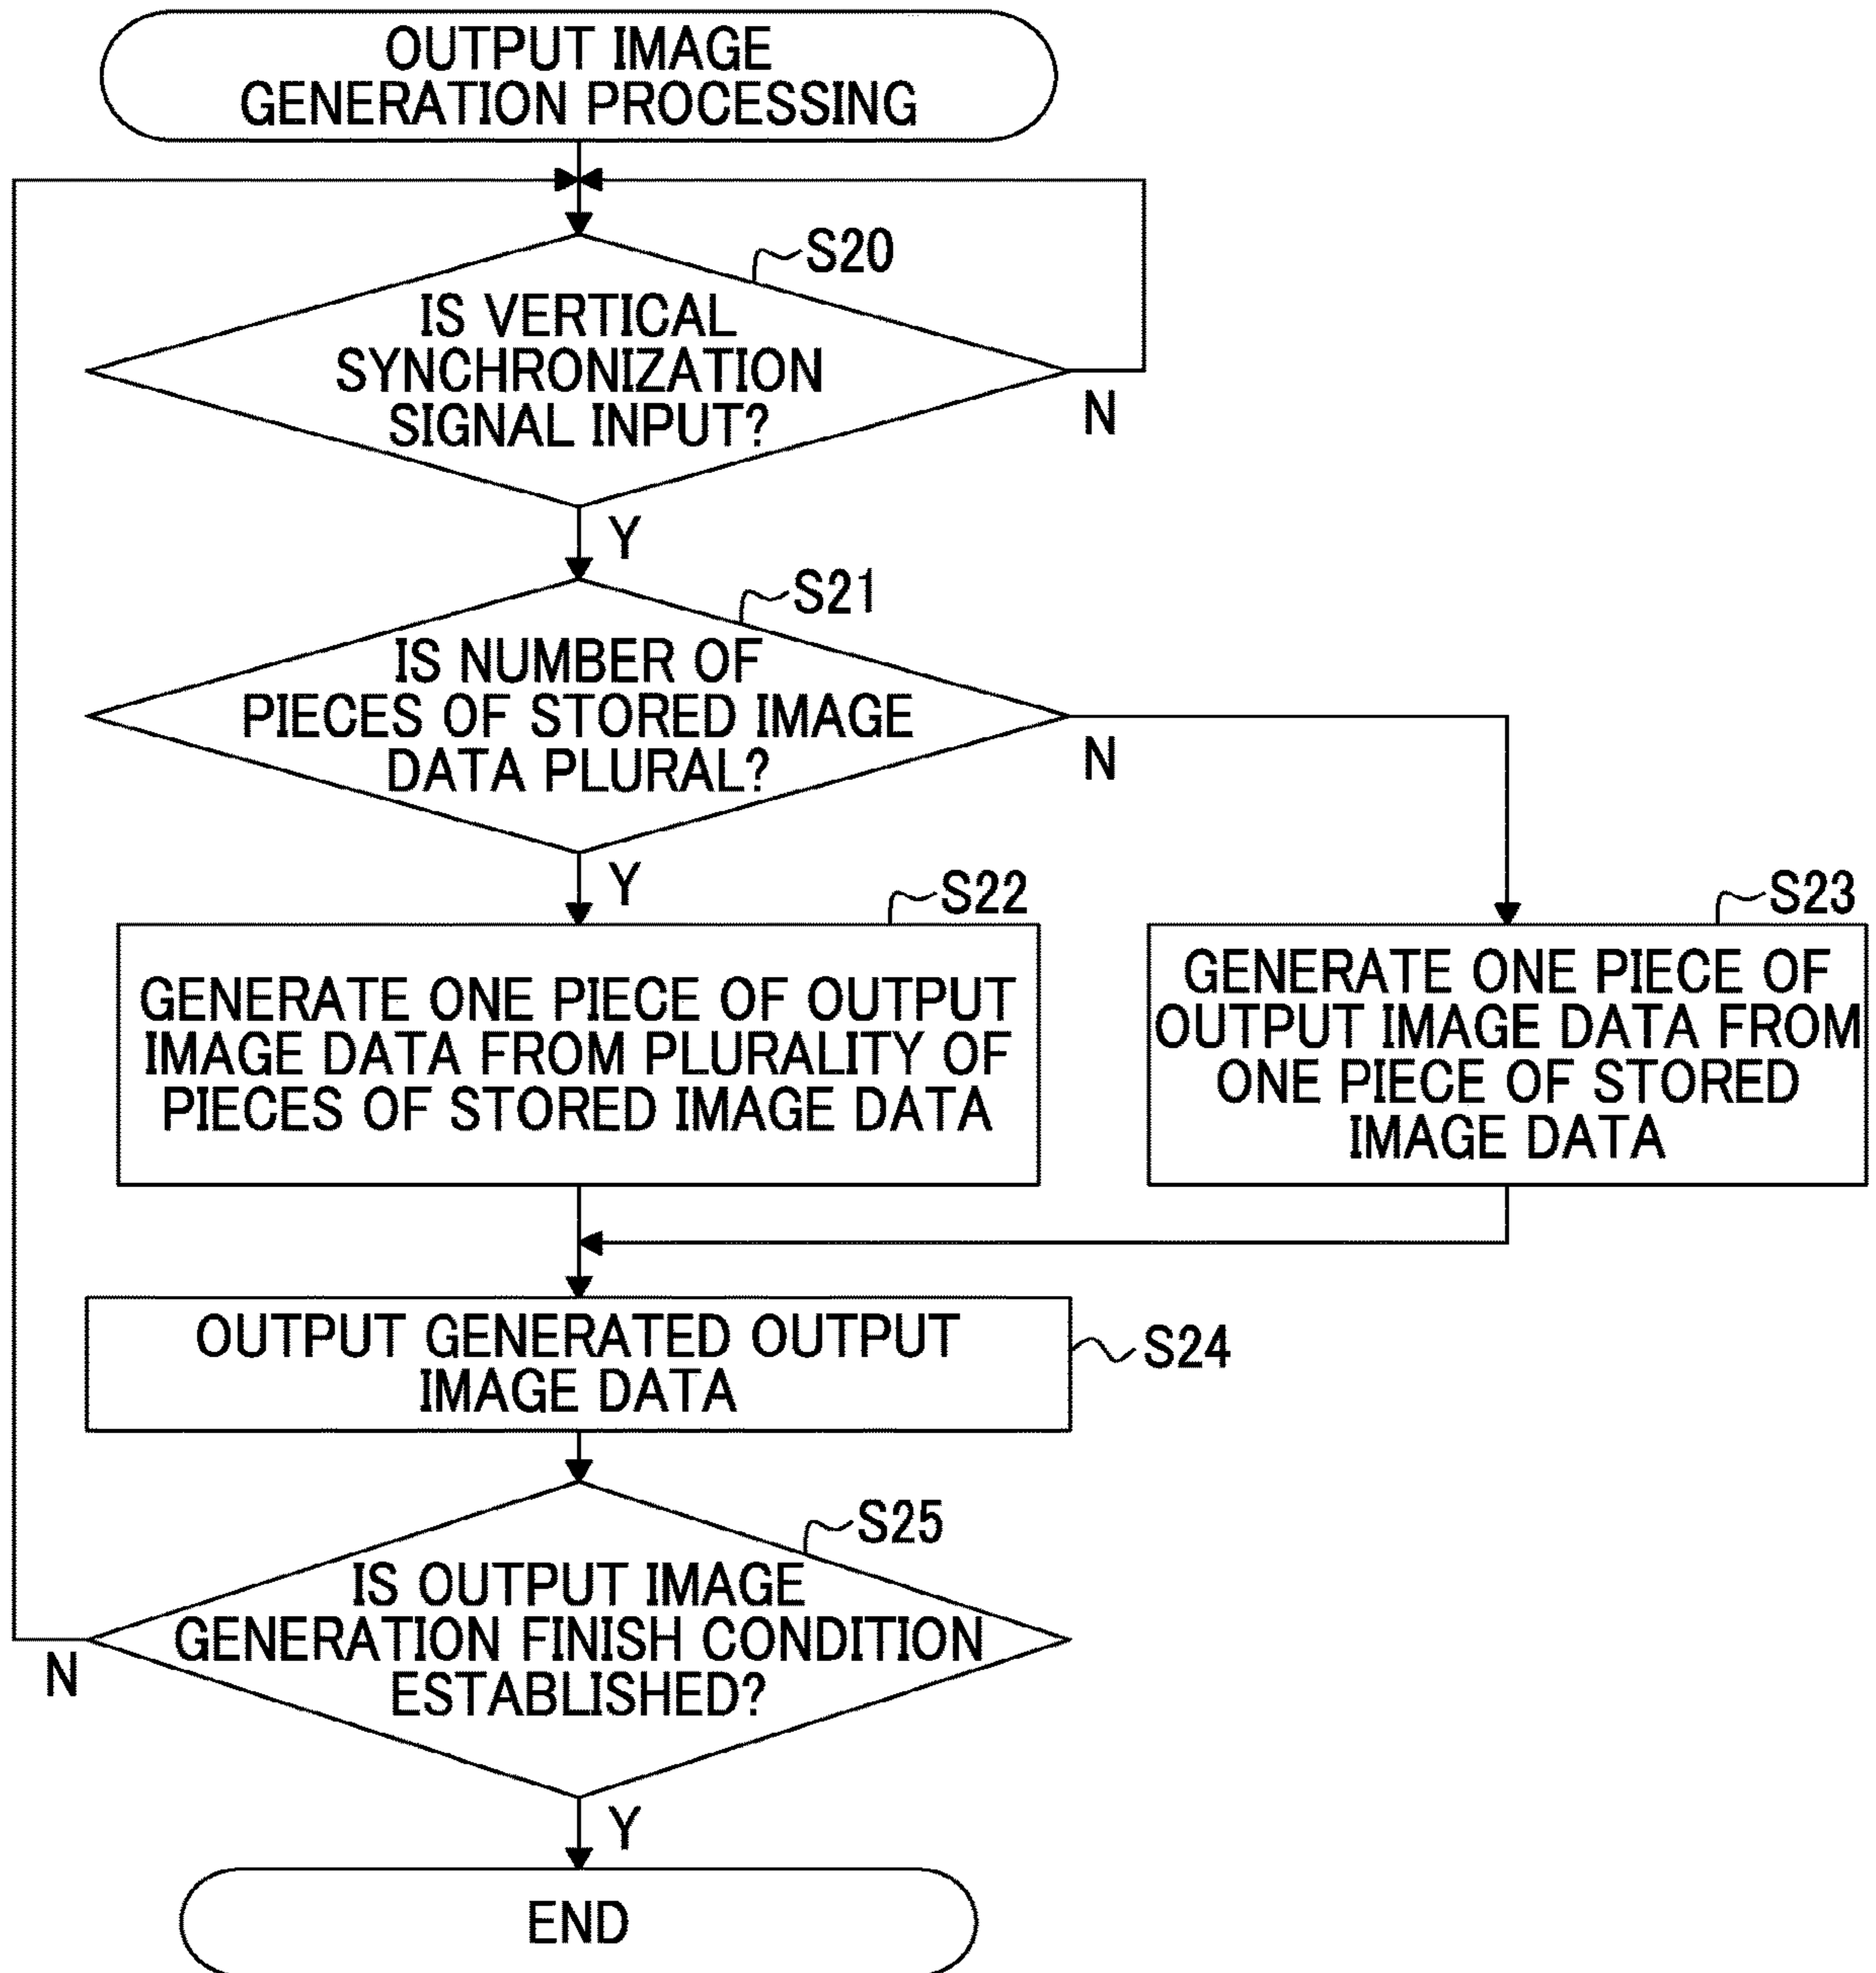 OUTPUT IMAGE
GENERATION PROCESSING
S20
IS VERTICAL
SYNCHRONIZATION
SIGNAL INPUT?
N
Y
S21
IS NUMBER OF
PIECES OF STORED IMAGE
DATA PLURAL?
N
Y
S22
GENERATE ONE PIECE OF OUTPUT
IMAGE DATA FROM PLURALITY OF
PIECES OF STORED IMAGE DATA
S23
GENERATE ONE PIECE OF
OUTPUT IMAGE DATA FROM
ONE PIECE OF STORED
IMAGE DATA
OUTPUT GENERATED OUTPUT
IMAGE DATA
S24
S25
IS OUTPUT IMAGE
GENERATION FINISH CONDITION
ESTABLISHED?
N
Y
END